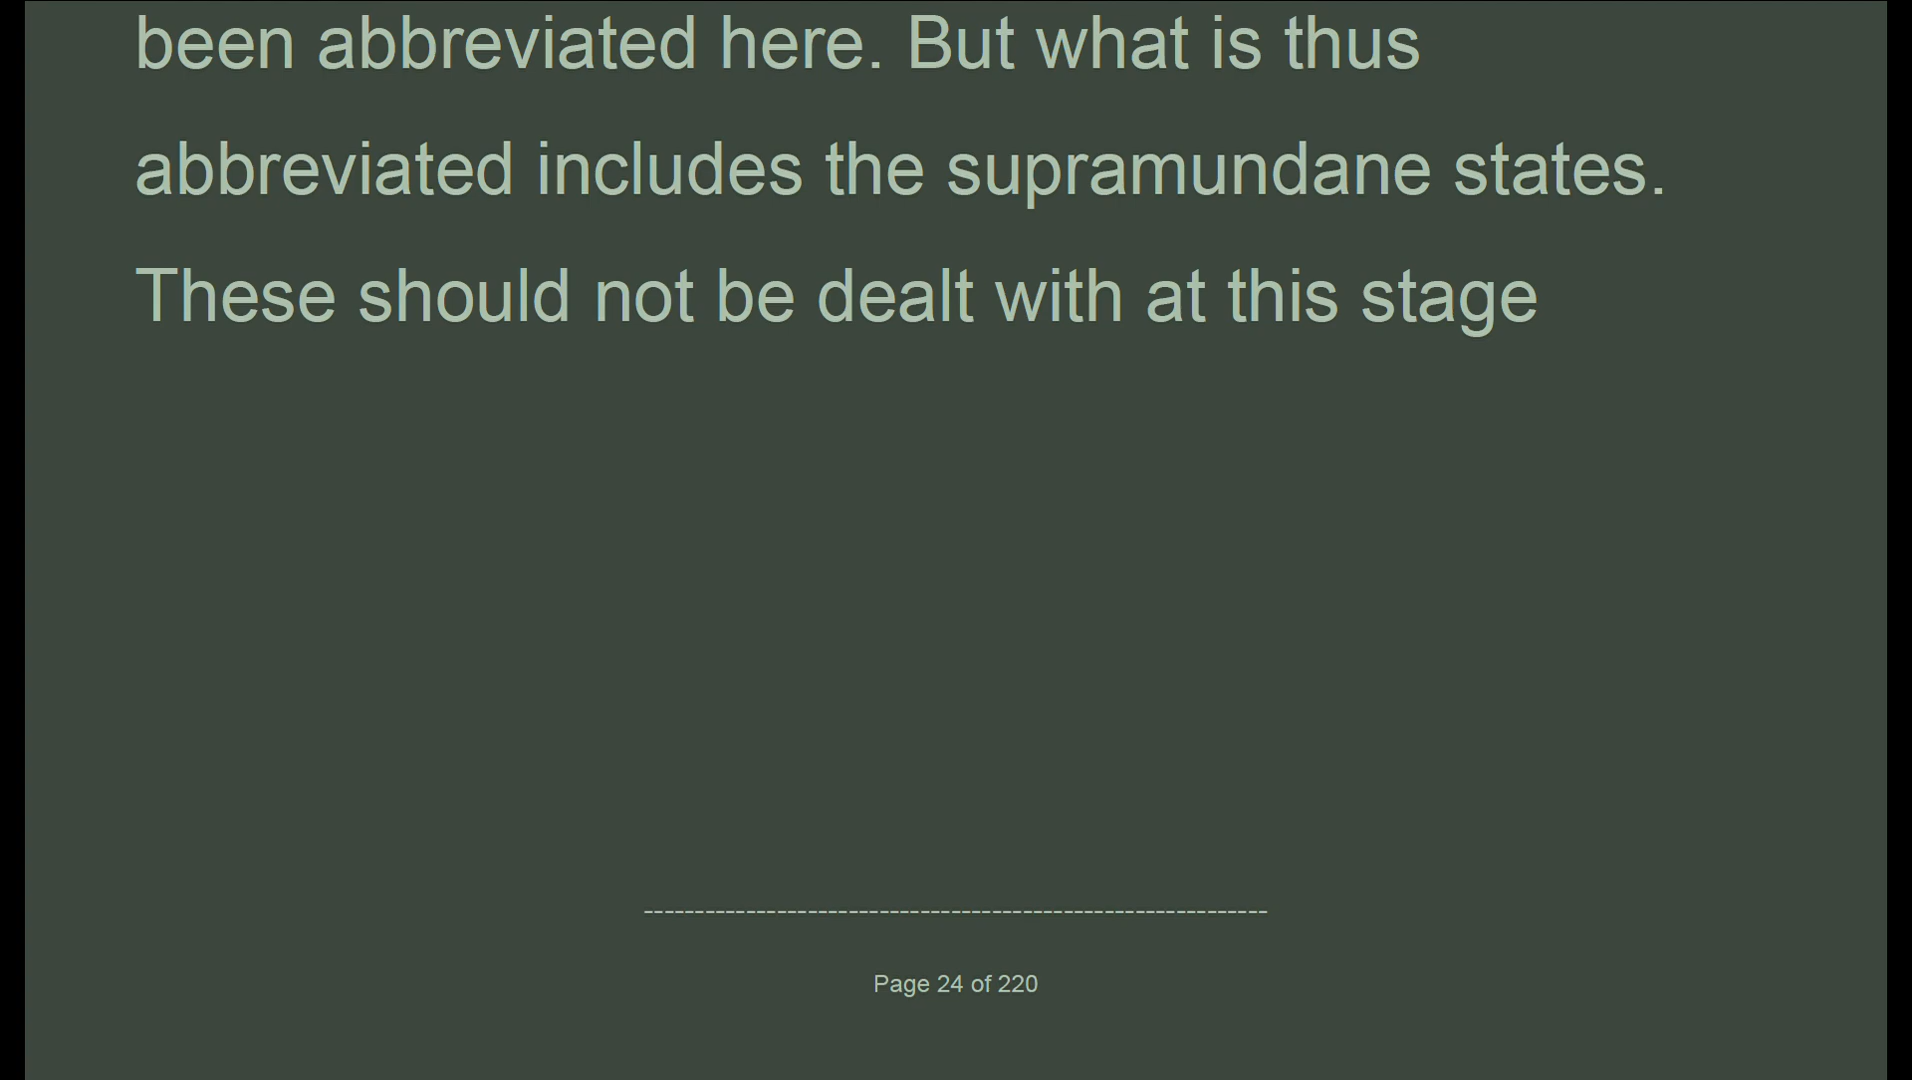 been abbreviated here. But what is thus
abbreviated includes the supramundane states.
These should not be dealt with at this stage
-------------------------------------------------------------
Page 24 of 220